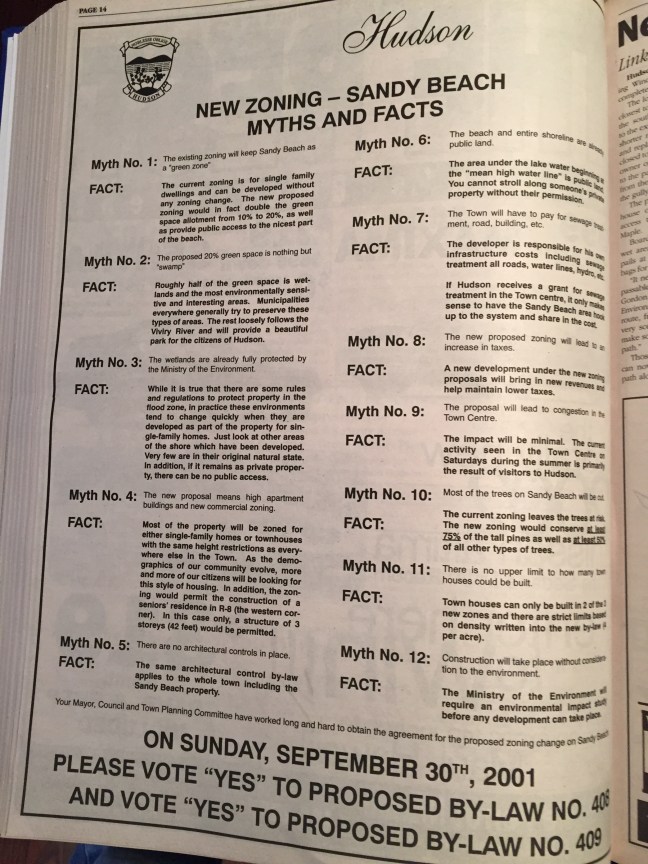 PAGE 14
Hudson
HUDSON
NEW ZONING – SANDY BEACH
MYTHS AND FACTS
Myth No. 1: The existing zoning will keep Sandy Beach as
a "green zone"
FACT: The current zoning is for single family
dwellings and can be developed without
any zoning change. The new proposed
zoning would in fact double the green
space allotment from 10% to 20%, as well
as provide public access to the nicest part
of the beach.
Myth No. 2: The proposed 20% green space is nothing but
"swamp"
FACT: Roughly half of the green space is wet-
lands and the most environmentally sensi-
tive and interesting areas. Municipalities
everywhere generally try to preserve these
types of areas. The rest loosely follows the
Viviry River and will provide a beautiful
park for the citizens of Hudson.
Myth No. 3: The wetlands are already fully protected by
the Ministry of the Environment.
FACT: While it is true that there are some rules
and regulations to protect property in the
flood zone, in practice these environments
tend to change quickly when they are
developed as part of the property for sin-
gle-family homes. Just look at other areas
of the shore which have been developed.
Very few are in their original natural state.
In addition, if it remains as private proper-
ty, there can be no public access.
Myth No. 4: The new proposal means high apartment
buildings and new commercial zoning.
FACT: Most of the property will be zoned for
either single-family homes or townhouses
with the same height restrictions as every-
where else in the Town. As the demo-
graphics of our community evolve, more
and more of our citizens will be looking for
this style of housing. In addition, the zon-
ing would permit the construction of a
seniors' residence in R-8 (the western cor-
ner). In this case only, a structure of 3
storeys (42 feet) would be permitted.
Myth No. 5: There are no architectural controls in place.
FACT: The same architectural control by-law
applies to the whole town including the
Sandy Beach property.
Myth No. 6: The beach and entire shoreline are already
public land.
FACT: The area under the lake water beginning at
the "mean high water line" is public land.
You cannot stroll along someone's private
property without their permission.
Myth No. 7: The Town will have to pay for sewage treat-
ment, road, building, etc.
FACT: The developer is responsible for his own
infrastructure costs including sewage
treatment all roads, water lines, hydro, etc.
If Hudson receives a grant for sewage
treatment in the Town centre, it only makes
sense to have the Sandy Beach area hook
up to the system and share in the cost.
Myth No. 8: The new proposed zoning will lead to an
increase in taxes.
FACT: A new development under the new zoning
proposals will bring in new revenues and
help maintain lower taxes.
Myth No. 9: The proposal will lead to congestion in the
Town Centre.
FACT: The impact will be minimal. The current
activity seen in the Town Centre on
Saturdays during the summer is primarily
the result of visitors to Hudson.
Myth No. 10: Most of the trees on Sandy Beach will be cut.
FACT: The current zoning leaves the trees at risk.
The new zoning would conserve at least
75% of the tall pines as well as at least 50%
of all other types of trees.
Myth No. 11: There is no upper limit to how many town
houses could be built.
FACT: Town houses can only be built in 2 of the
new zones and there are strict limits based
on density written into the new by-law
per acre).
Myth No. 12: Construction will take place without considera-
tion to the environment.
FACT: The Ministry of the Environment will
require an environmental impact study
before any development can take place.
Your Mayor, Council and Town Planning Committee have worked long and hard to obtain the agreement for the proposed zoning change on Sandy Beach
ON SUNDAY, SEPTEMBER 30TH, 2001
PLEASE VOTE "YES" TO PROPOSED BY-LAW NO. 408
AND VOTE "YES" TO PROPOSED BY-LAW NO. 409